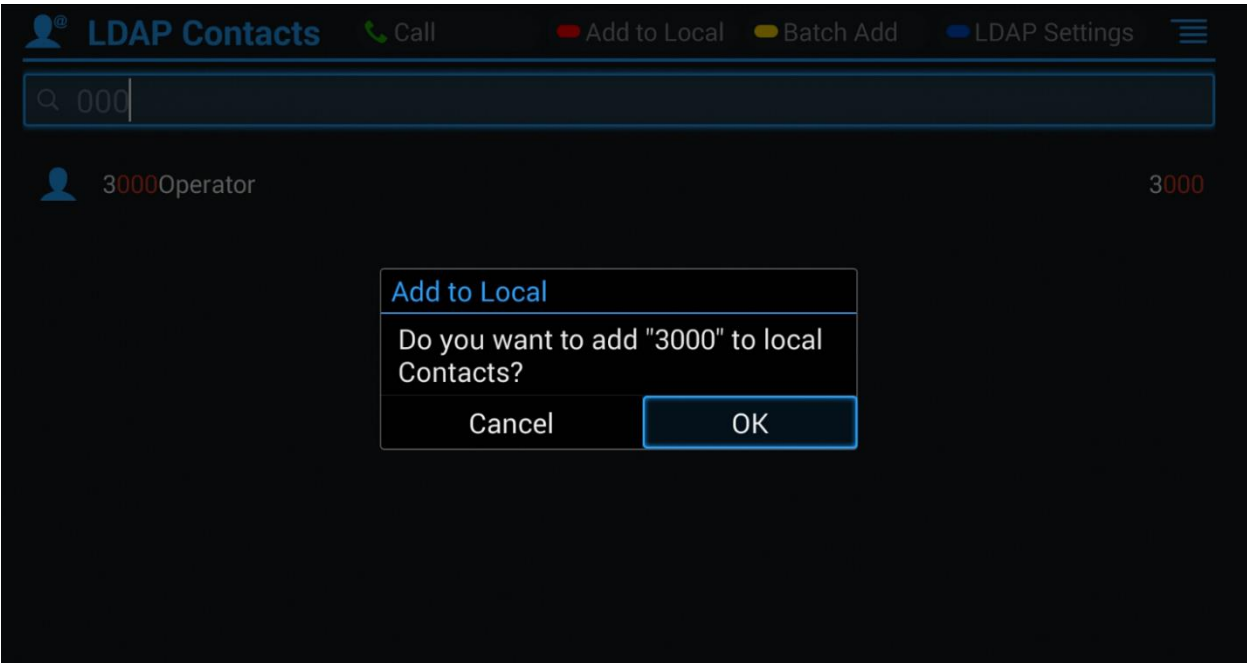 @ LDAP Contacts Call Add to Local Batch Add LDAP Settings
000
3000Operator 3000
Add to Local
Do you want to add "3000" to local
Contacts?
Cancel OK